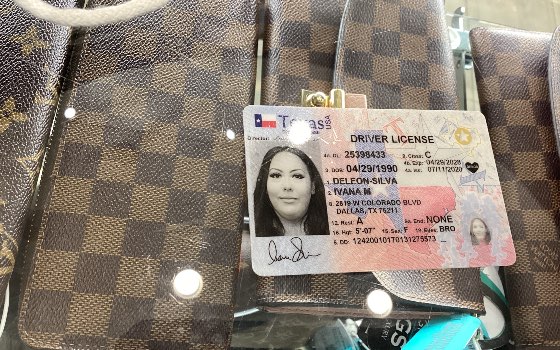 Texas USA
Director
DRIVER LICENSE
4d. DL: 25398433 9. Class: C
3. DOB: 04/29/1990 4b. Exp: 04/29/2028
4a. Iss: 07/11/2020
1. DELEON-SILVA
2. IVANA M
8. 2819 W COLORADO BLVD
DALLAS, TX 75211
12. Rest: A 9a. End: NONE
16. Hgt: 5'-07" 15. Sex: F 18. Eyes: BRO
5. DD: 12420010170131275573